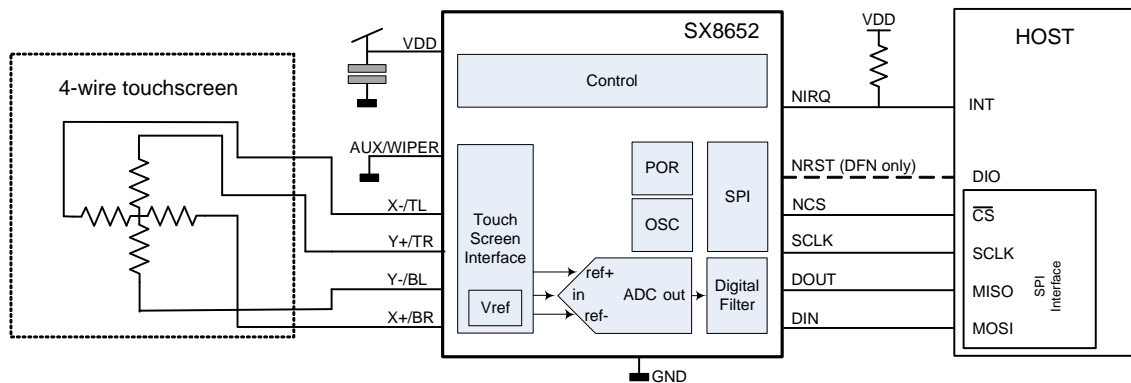 VDD
SX8652
VDD
HOST
4-wire touchscreen
Control
NIRQ
INT
AUX/WIPER
POR
SPI
NRST (DFN only)
DIO
X-/TL
Touch
Screen
Interface
OSC
NCS
CS
Y+/TR
SCLK
SCLK
ref+
in
ref-
ADC out
Digital
Filter
Y-/BL
Vref
DOUT
MISO
SPI
Interface
X+/BR
DIN
MOSI
GND